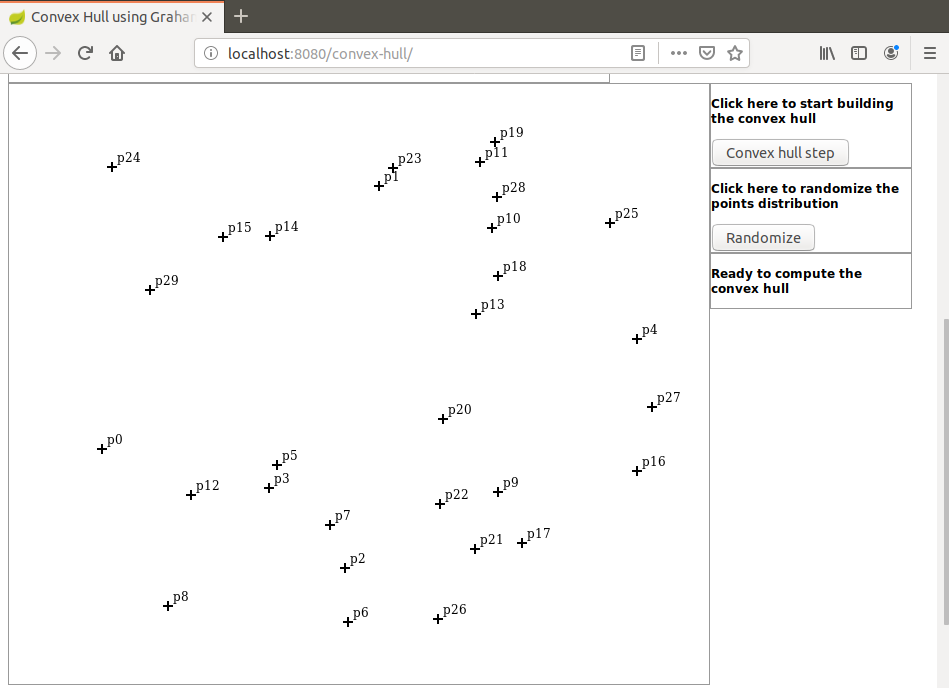 Convex Hull using Graha
localhost:8080/convex-hull/
p19
p24
p23
p11
p1
p28
p25
p10
p15
p14
p18
p29
p13
p4
p27
p20
p0
p5
p16
p3
p12
p9
p22
p7
p17
p21
p2
p8
p26
p6
Click here to start building
the convex hull
Convex hull step
Click here to randomize the
points distribution
Randomize
Ready to compute the
convex hull